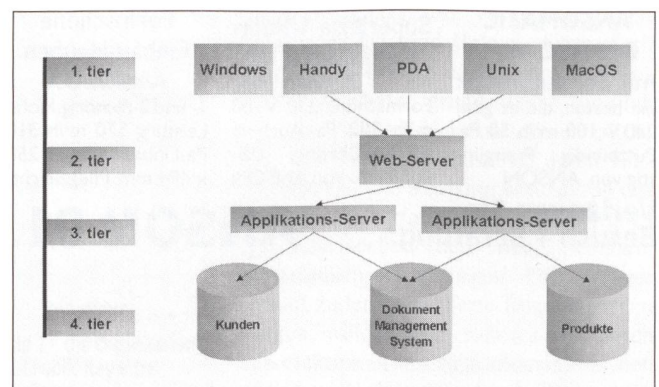 1. tier
Windows
Handy
PDA
Unix
MacOS
2. tier
Web-Server
3. tier
Applikations-Server
Applikations-Server
4. tier
Kunden
Dokument
Management
System
Produkte